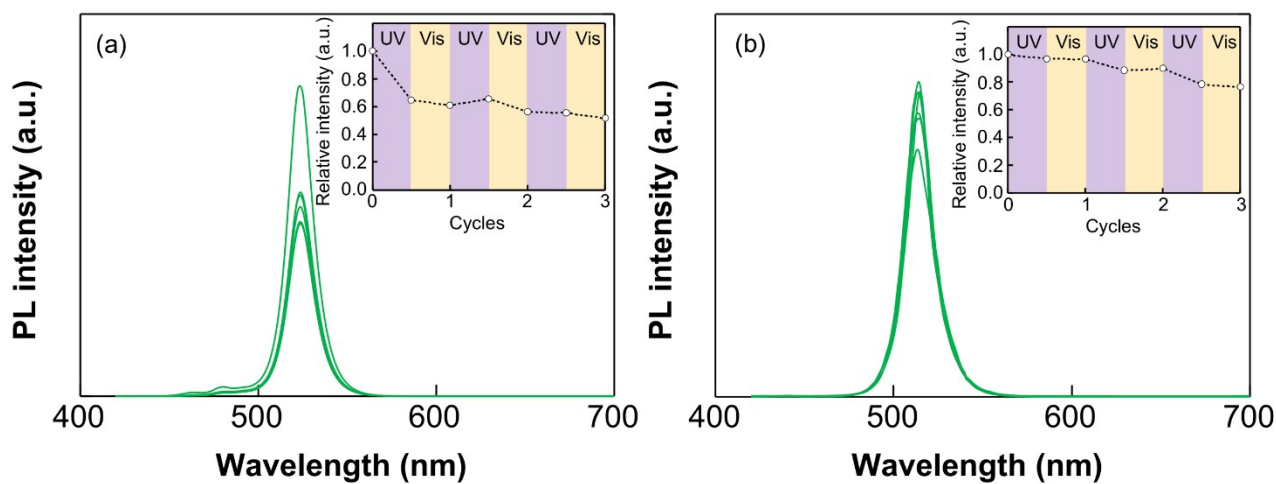 (a)
UV Vis UV Vis UV Vis
Relative intensity (a.u.)
1.0
0.8
0.6
0.4
0.2
0.0
0 1 2 3
Cycles
PL intensity (a.u.)
400 500 600 700
Wavelength (nm)
(b)
UV Vis UV Vis UV Vis
Relative intensity (a.u.)
1.0
0.8
0.6
0.4
0.2
0.0
0 1 2 3
Cycles
PL intensity (a.u.)
400 500 600 700
Wavelength (nm)